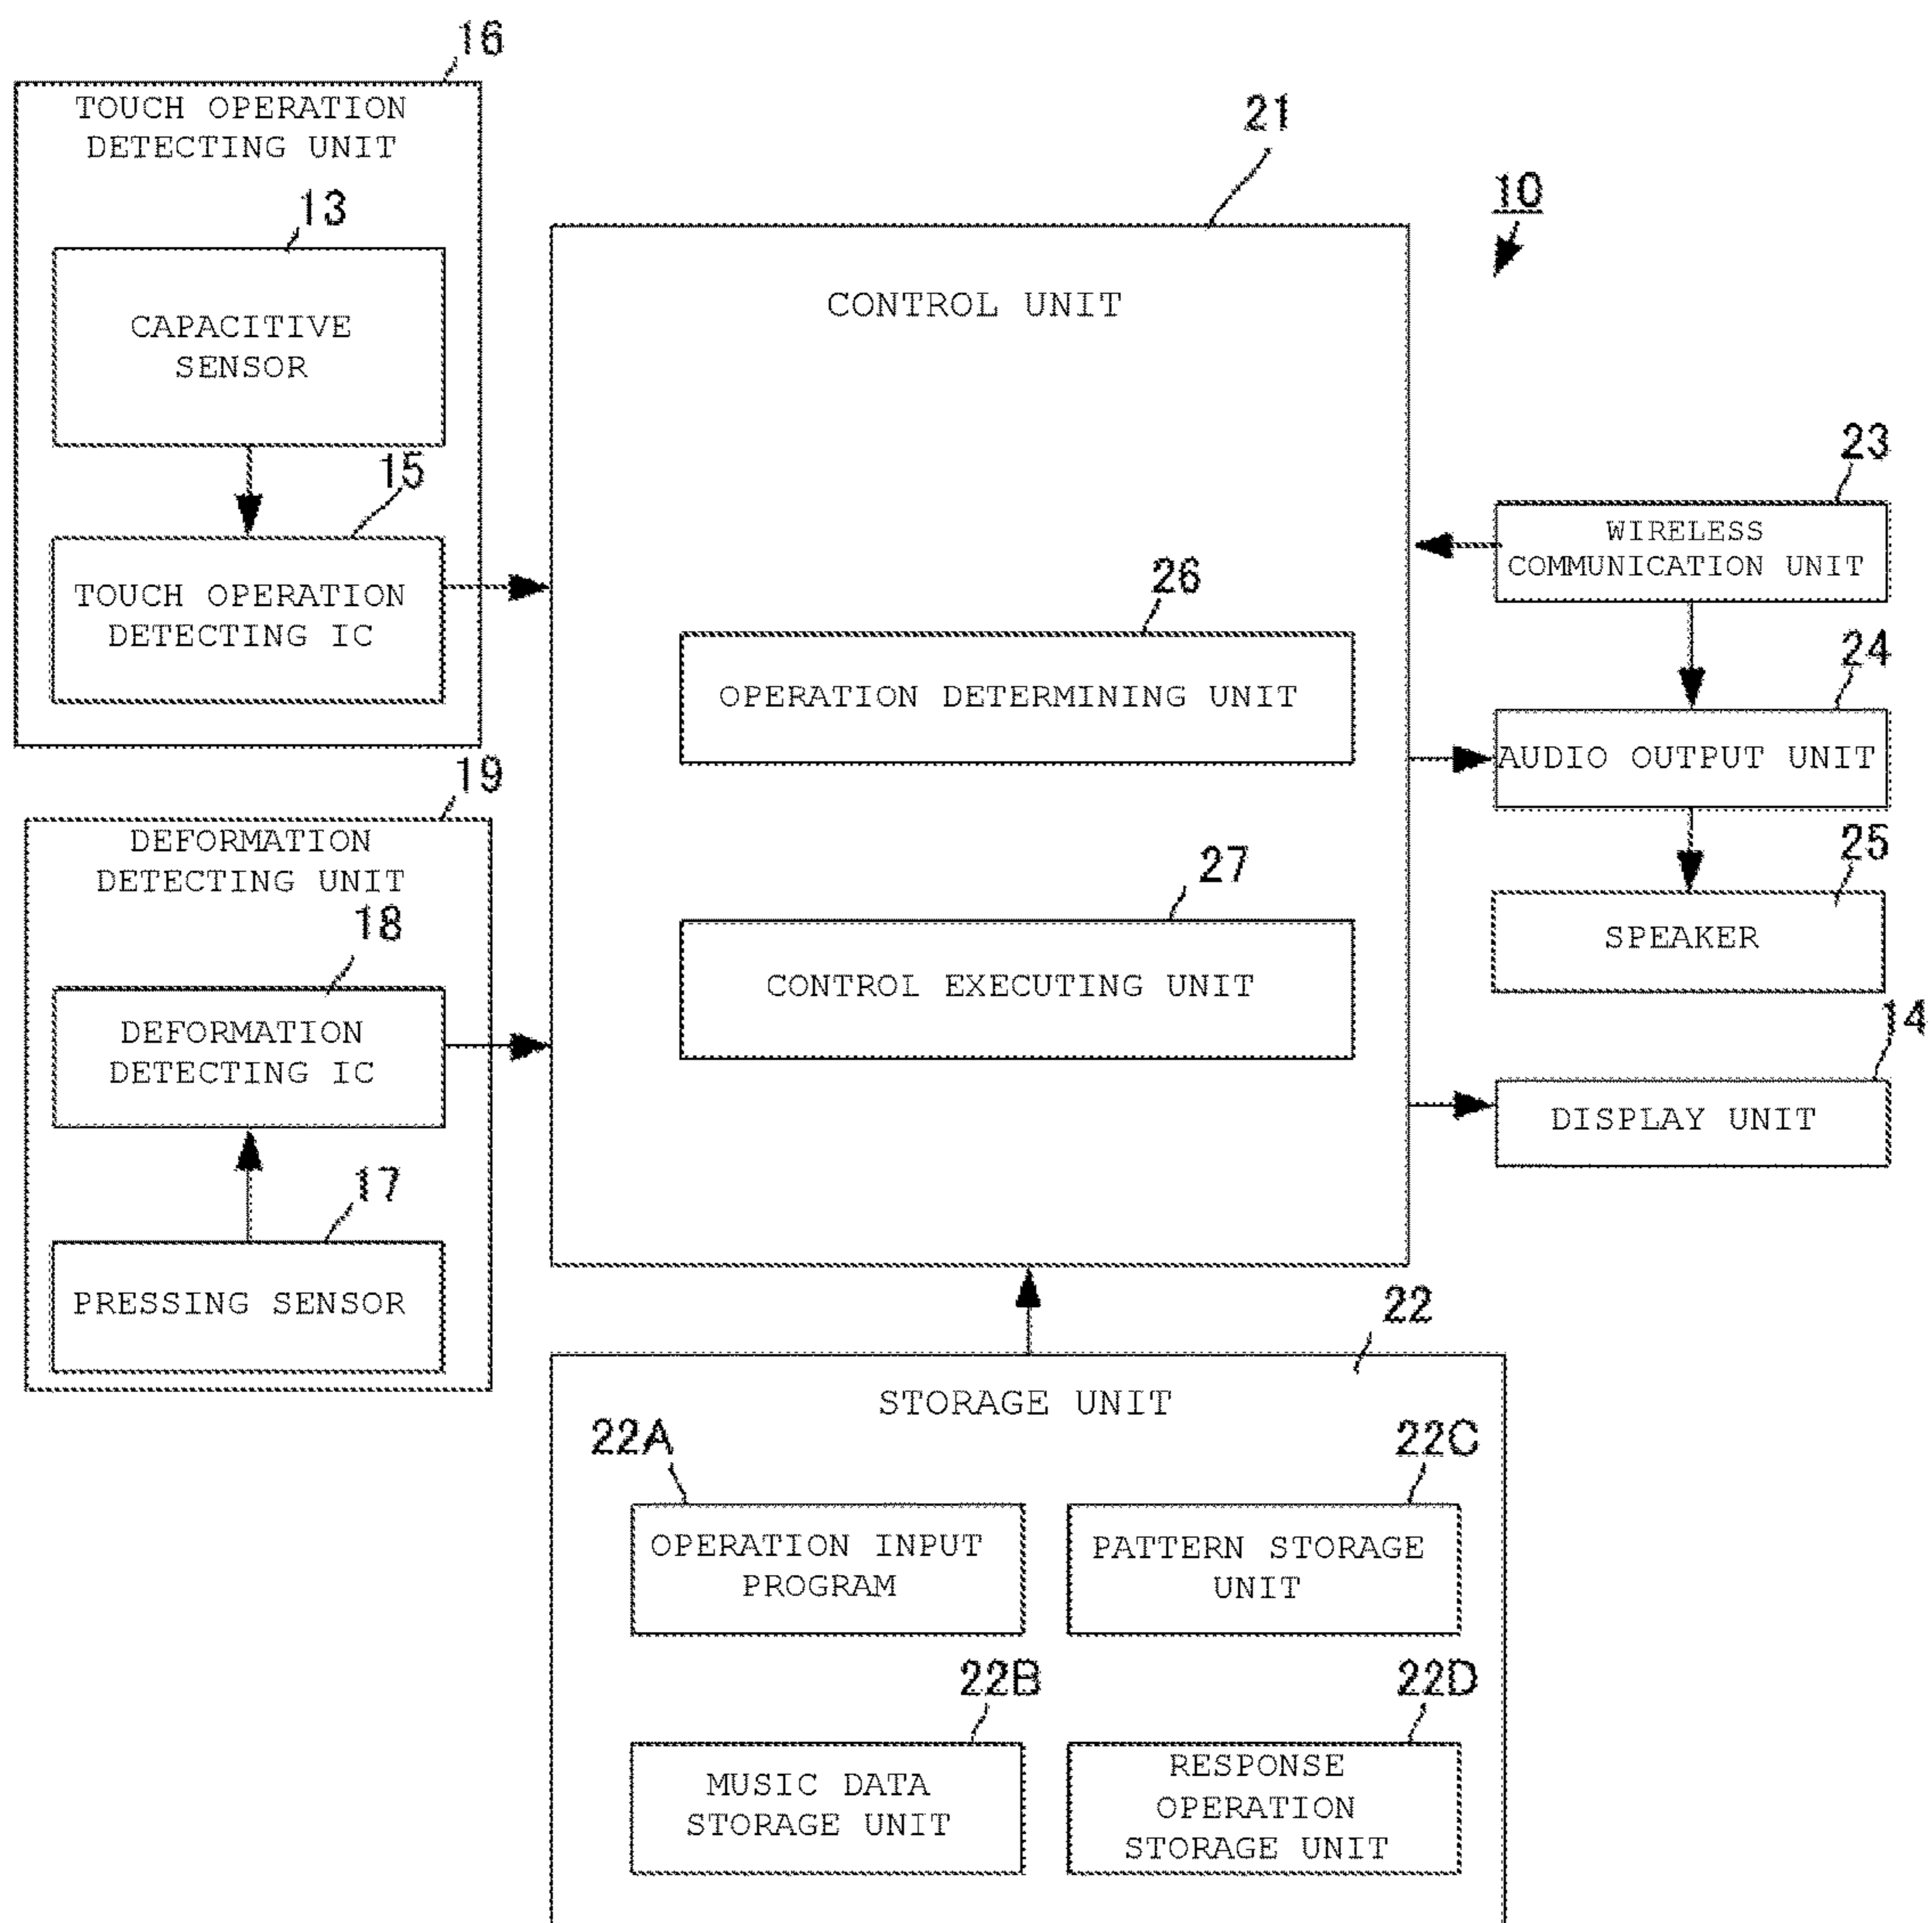 16
TOUCH OPERATION
DETECTING UNIT
13
CAPACITIVE
SENSOR
15
TOUCH OPERATION
DETECTING IC
19
DEFORMATION
DETECTING UNIT
18
DEFORMATION
DETECTING IC
17
PRESSING SENSOR
21
CONTROL UNIT
26
OPERATION DETERMINING UNIT
27
CONTROL EXECUTING UNIT
10
23
WIRELESS
COMMUNICATION UNIT
24
AUDIO OUTPUT UNIT
25
SPEAKER
14
DISPLAY UNIT
22
STORAGE UNIT
22A
OPERATION INPUT
PROGRAM
22C
PATTERN STORAGE
UNIT
22B
MUSIC DATA
STORAGE UNIT
22D
RESPONSE
OPERATION
STORAGE UNIT